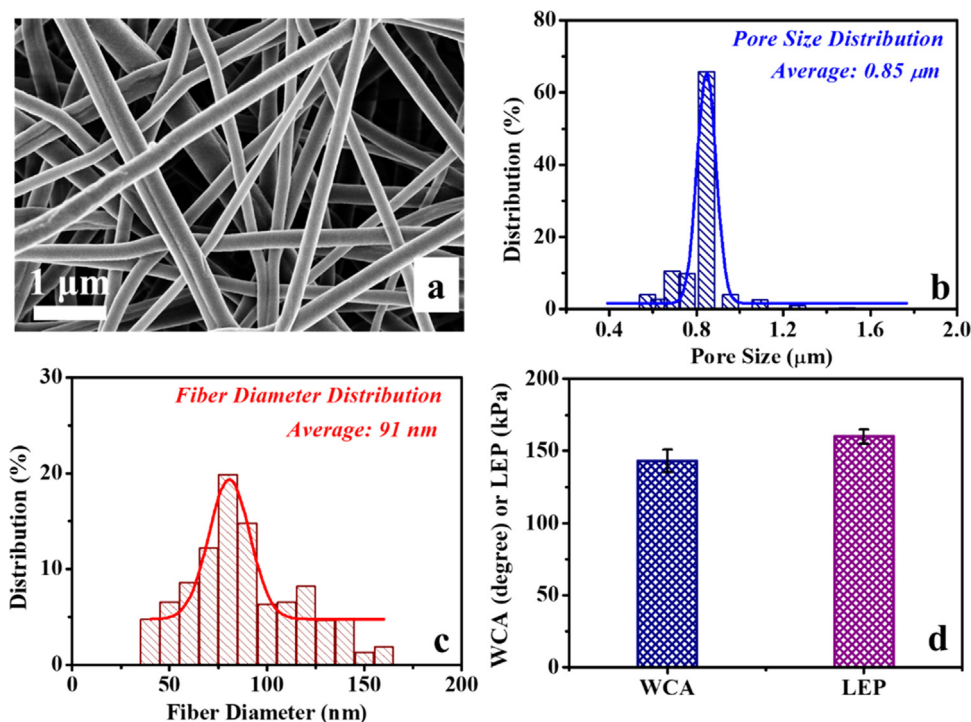 1 μm
a
Pore Size Distribution
Average: 0.85 μm
Distribution (%)
60
40
20
0
0.4
0.8
1.2
1.6
2.0
Pore Size (μm)
b
Fiber Diameter Distribution
Average: 91 nm
Distribution (%)
30
20
10
0
0
50
100
150
200
Fiber Diameter (nm)
c
WCA (degree) or LEP (kPa)
200
150
100
50
0
WCA
LEP
d